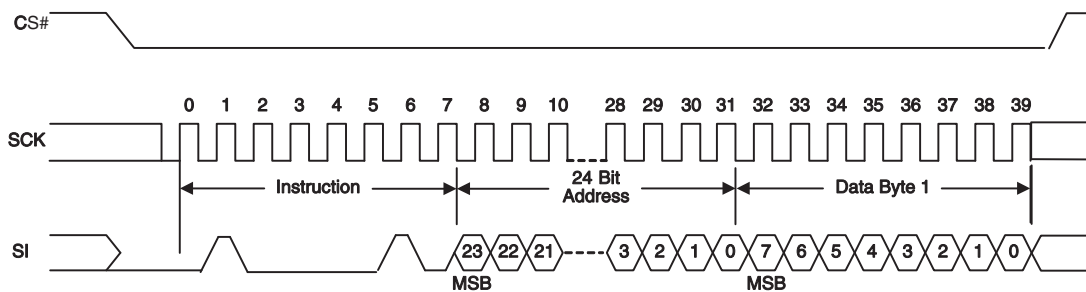 CS#
0 1 2 3 4 5 6 7 8 9 10 28 29 30 31 32 33 34 35 36 37 38 39
SCK
Instruction
24 Bit
Address
Data Byte 1
SI
23 22 21 3 2 1 0 7 6 5 4 3 2 1 0
MSB MSB